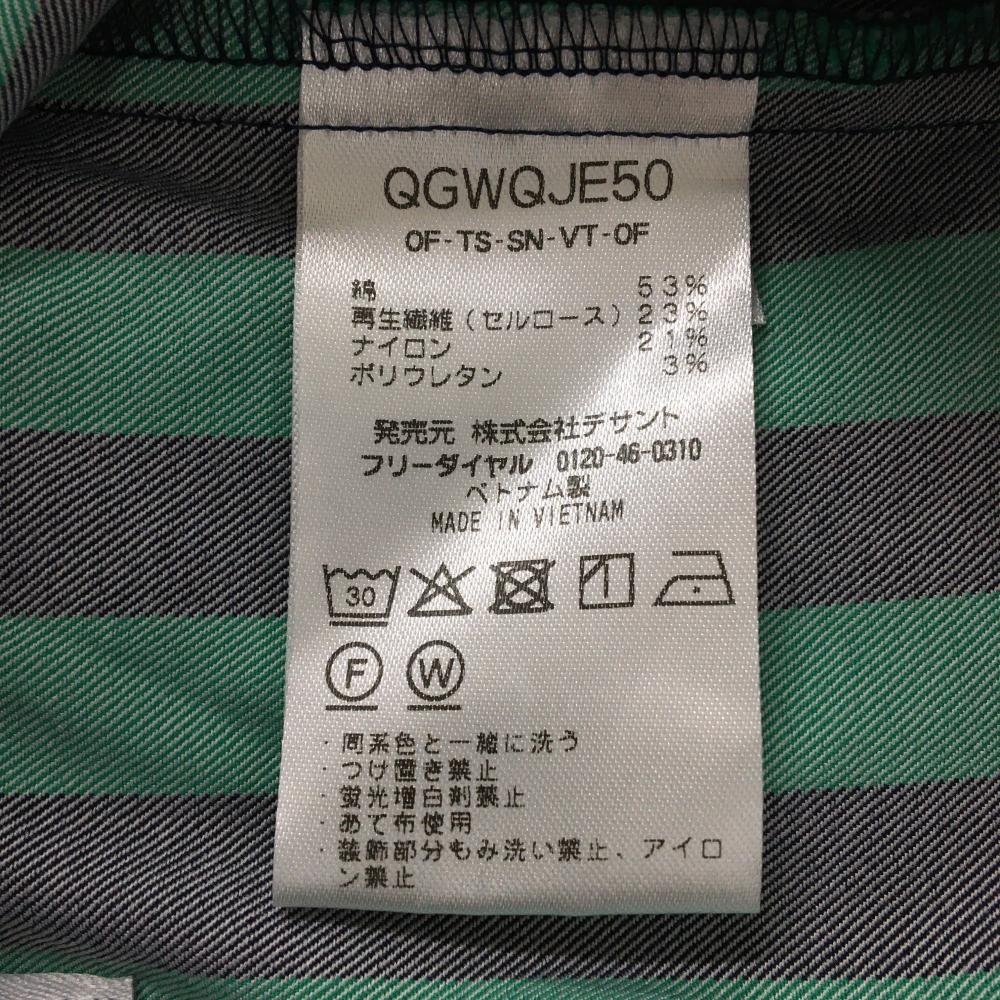 QGWQJE50
OF-TS-SN-VT-OF
綿 53%
再生繊維(セルロース) 23%
ナイロン 21%
ポリウレタン 3%
発売元 株式会社デサント
フリーダイヤル 0120-46-0310
ベトナム製
MADE IN VIETNAM
30
F W
・同系色と一緒に洗う
・つけ置き禁止
・蛍光増白剤禁止
・あて布使用
・装飾部分もみ洗い禁止、アイロ
ン禁止